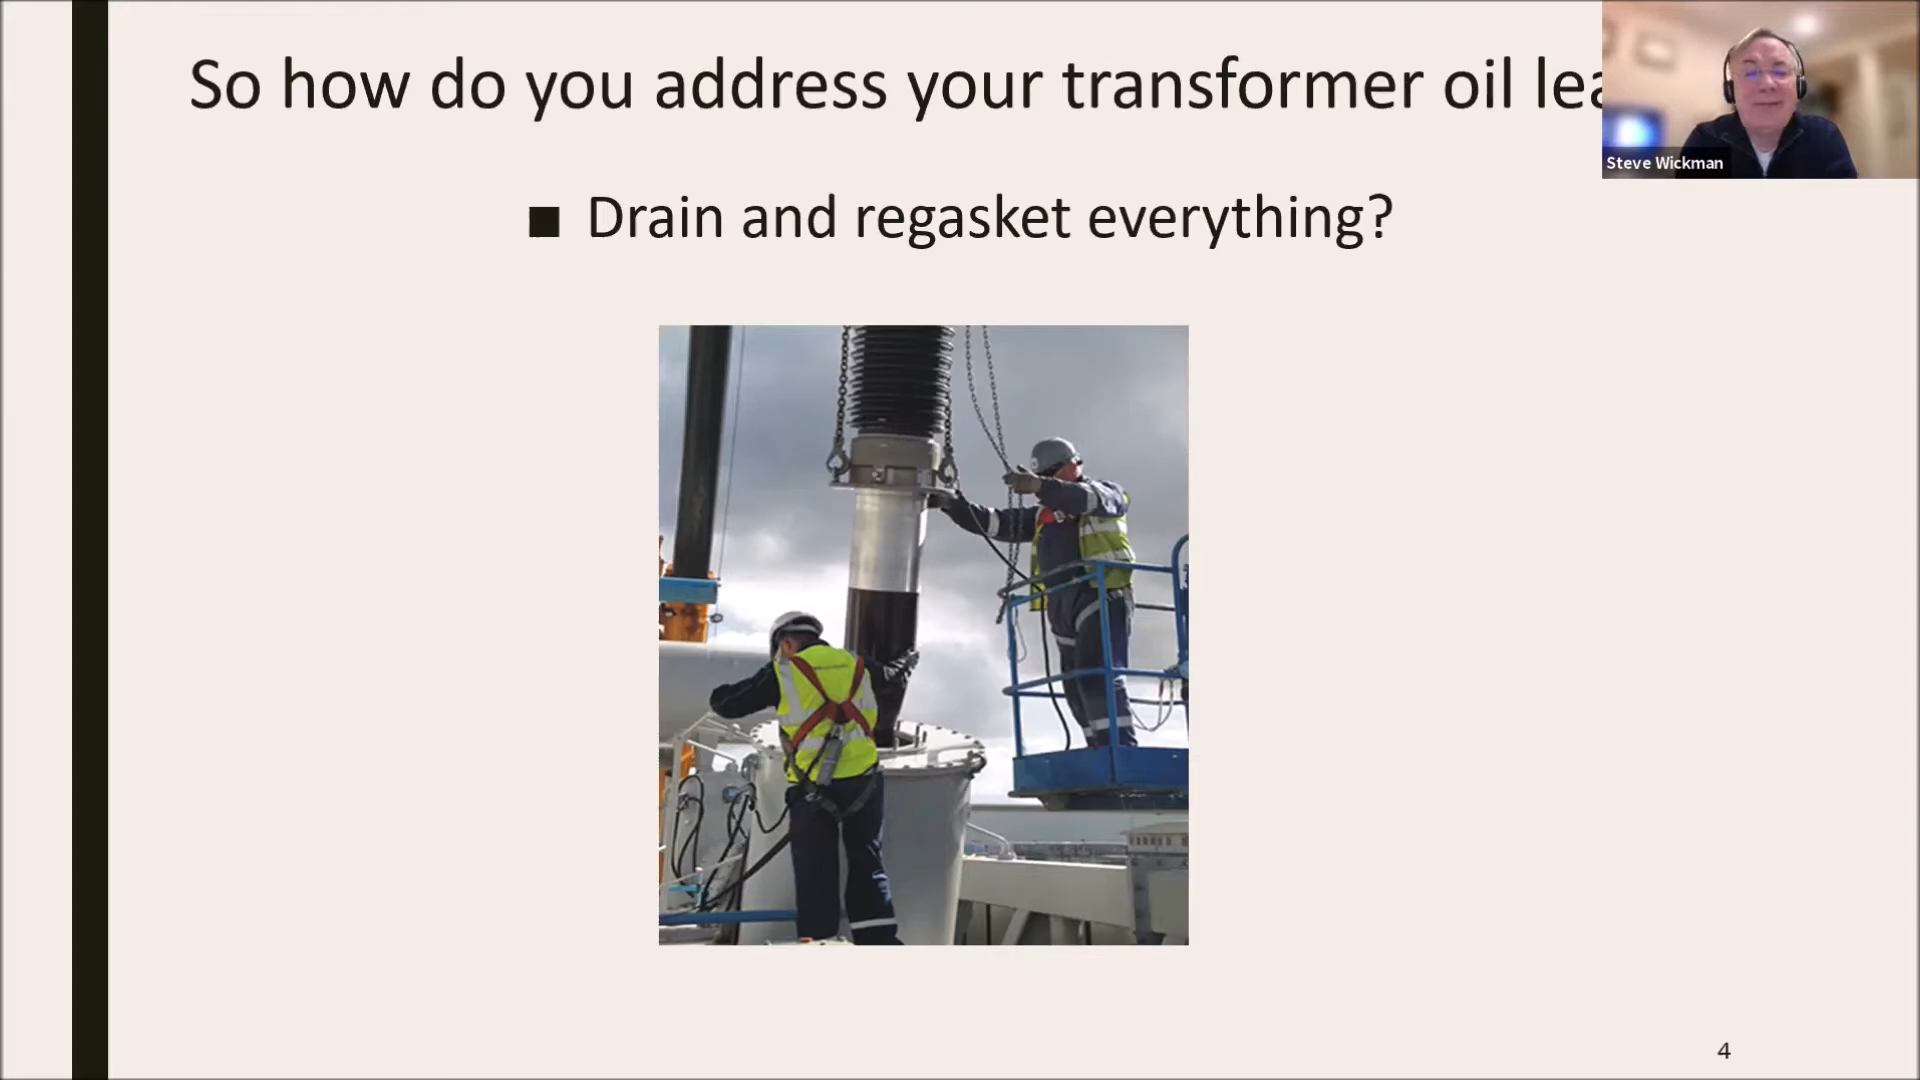 So how do you address your transformer oil lea
Steve Wickman
■ Drain and regasket everything?
4